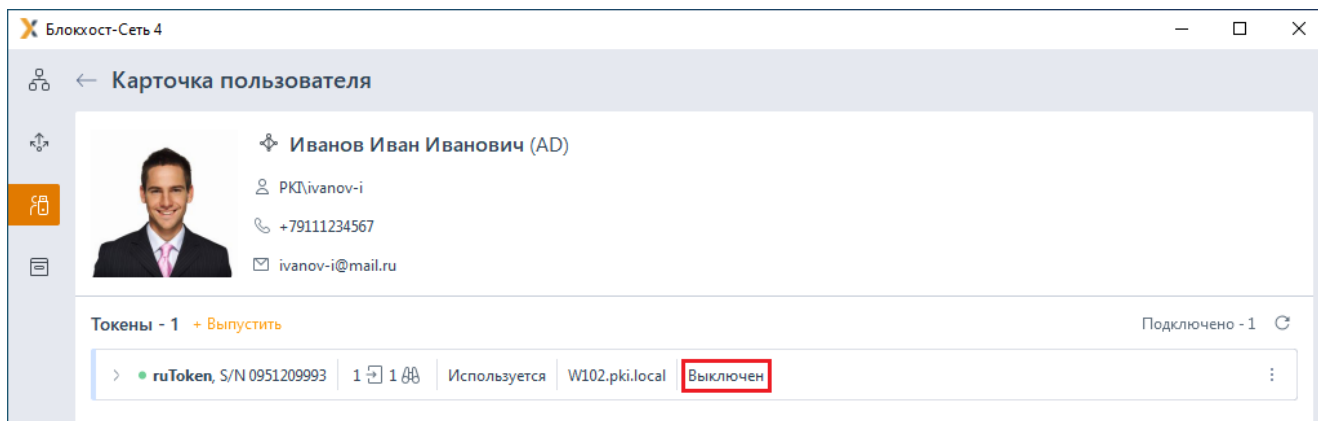 Блокхост-Сеть 4
← Карточка пользователя
Иванов Иван Иванович (AD)
PKI\ivanov-i
+79111234567
ivanov-i@mail.ru
Токены - 1 + Выпустить Подключено - 1
ruToken, S/N 0951209993 1 1 Используется W102.pki.local Выключен